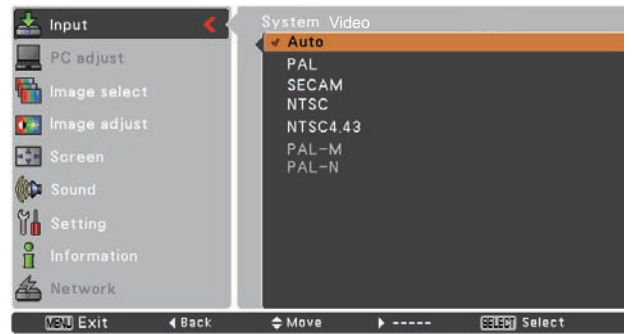 Input
PC adjust
Image select
Image adjust
Screen
Sound
Setting
Information
Network
System Video
Auto
PAL
SECAM
NTSC
NTSC4.43
PAL-M
PAL-N
MENU Exit Back Move ----- SELECT Select